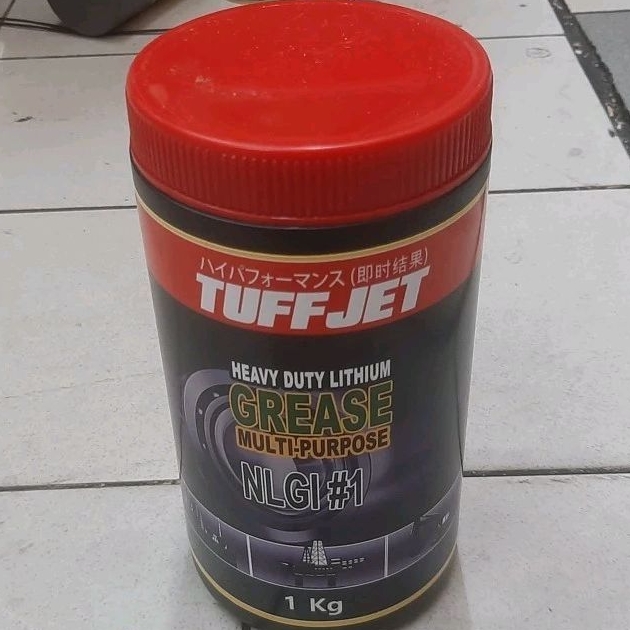 ハイパフォーマンス (即时结果)
TUFFJET
HEAVY DUTY LITHIUM
GREASE
MULTI-PURPOSE
NLGI #1
1 Kg